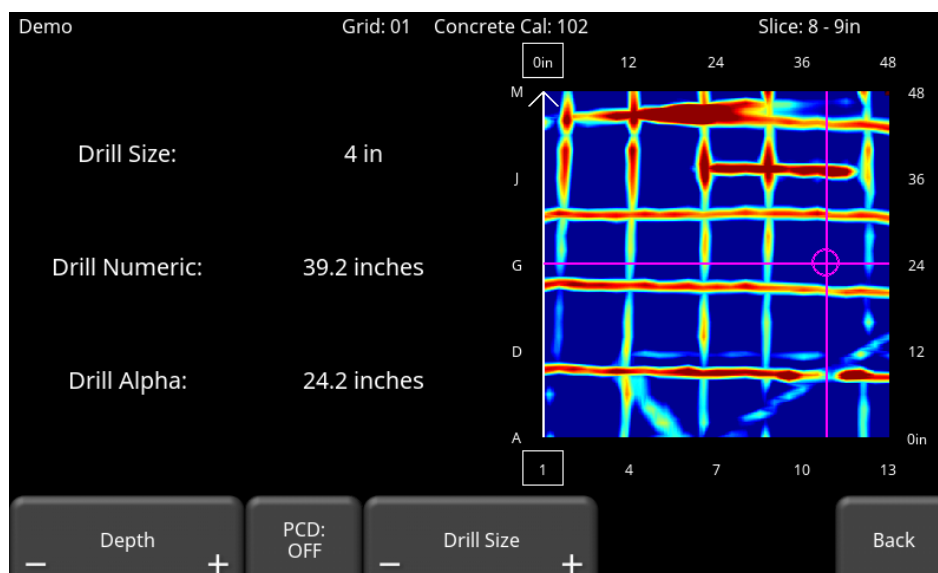 Demo Grid: 01 Concrete Cal: 102 Slice: 8 - 9in
0in 12 24 36 48
M 48
Drill Size: 4 in
J 36
Drill Numeric: 39.2 inches
G 24
D 12
Drill Alpha: 24.2 inches
A 0in
1 4 7 10 13
Depth
- +
PCD:
OFF
Drill Size
- +
Back